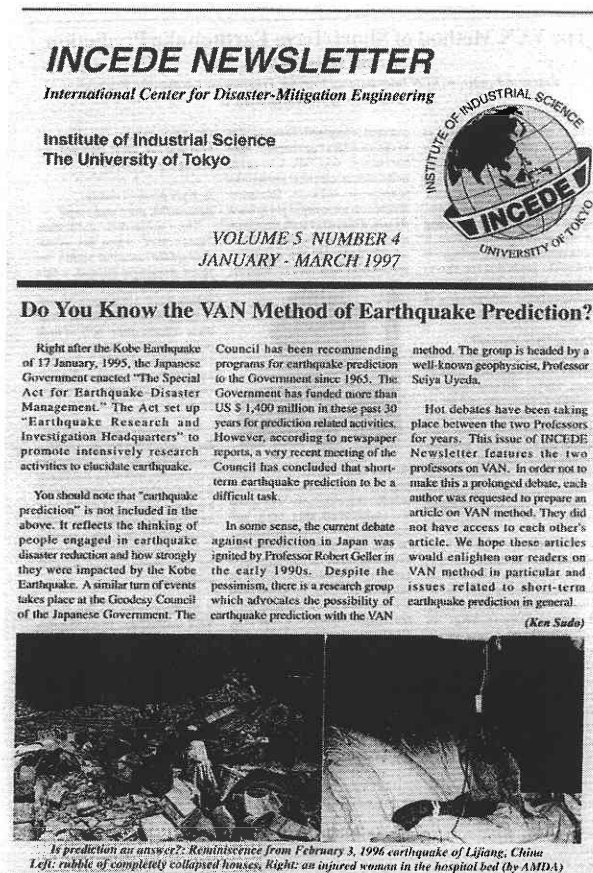 INCEDE NEWSLETTER
International Center for Disaster-Mitigation Engineering
Institute of Industrial Science
The University of Tokyo
INSTITUTE OF INDUSTRIAL SCIENCE
INCEDE
UNIVERSITY OF TOKYO
VOLUME 5 NUMBER 4
JANUARY - MARCH 1997
Do You Know the VAN Method of Earthquake Prediction?
Right after the Kobe Earthquake
of 17 January, 1995, the Japanese
Government enacted "The Special
Act for Earthquake Disaster
Management." The Act set up
"Earthquake Research and
Investigation Headquarters" to
promote intensively research
activities to elucidate earthquake.
You should note that "earthquake
prediction" is not included in the
above. It reflects the thinking of
people engaged in earthquake
disaster reduction and how strongly
they were impacted by the Kobe
Earthquake. A similar turn of events
takes place at the Geodesy Council
of the Japanese Government. The
Council has been recommending
programs for earthquake prediction
to the Government since 1965. The
Government has funded more than
US $ 1,400 million in these past 30
years for prediction related activities.
However, according to newspaper
reports, a very recent meeting of the
Council has concluded that short-
term earthquake prediction to be a
difficult task.
In some sense, the current debate
against prediction in Japan was
ignited by Professor Robert Geller in
the early 1990s. Despite the
pessimism, there is a research group
which advocates the possibility of
earthquake prediction with the VAN
method. The group is headed by a
well-known geophysicist, Professor
Seiya Uyeda.
Hot debates have been taking
place between the two Professors
for years. This issue of INCEDE
Newsletter features the two
professors on VAN. In order not to
make this a prolonged debate, each
author was requested to prepare an
article on VAN method. They did
not have access to each other's
article. We hope these articles
would enlighten our readers on
VAN method in particular and
issues related to short-term
earthquake prediction in general.
(Ken Sudo)
Is prediction an answer?: Reminiscence from February 3, 1996 earthquake of Lijiang, China
Left: rubble of completely collapsed houses, Right: an injured woman in the hospital bed (by AMDA)